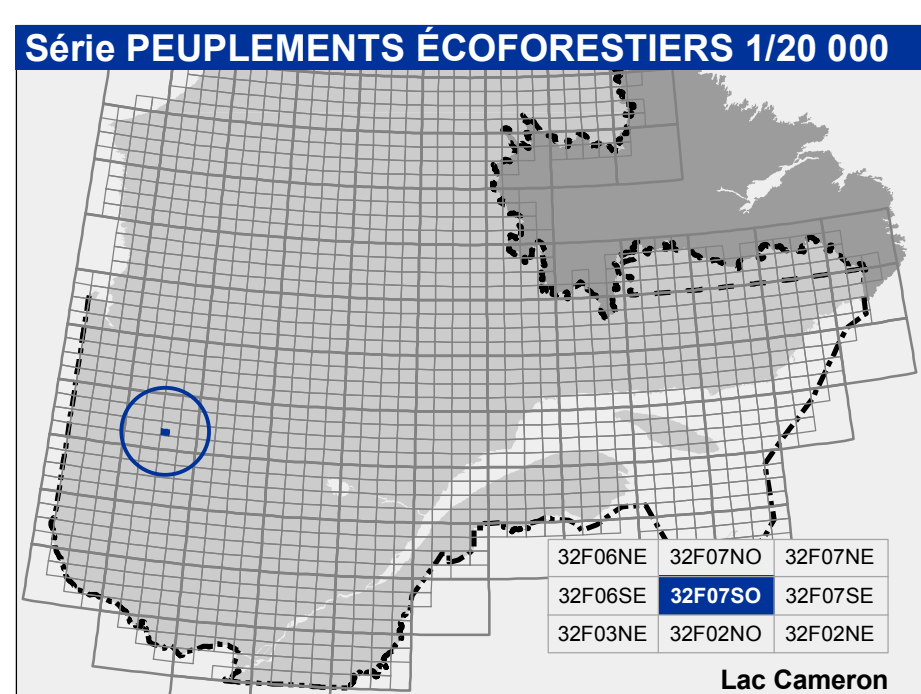 Série PEUPLEMENTS ÉCOFORESTIERS 1/20 000
32F06NE 32F07NO 32F07NE
32F06SE 32F07SO 32F07SE
32F03NE 32F02NO 32F02NE
Lac Cameron